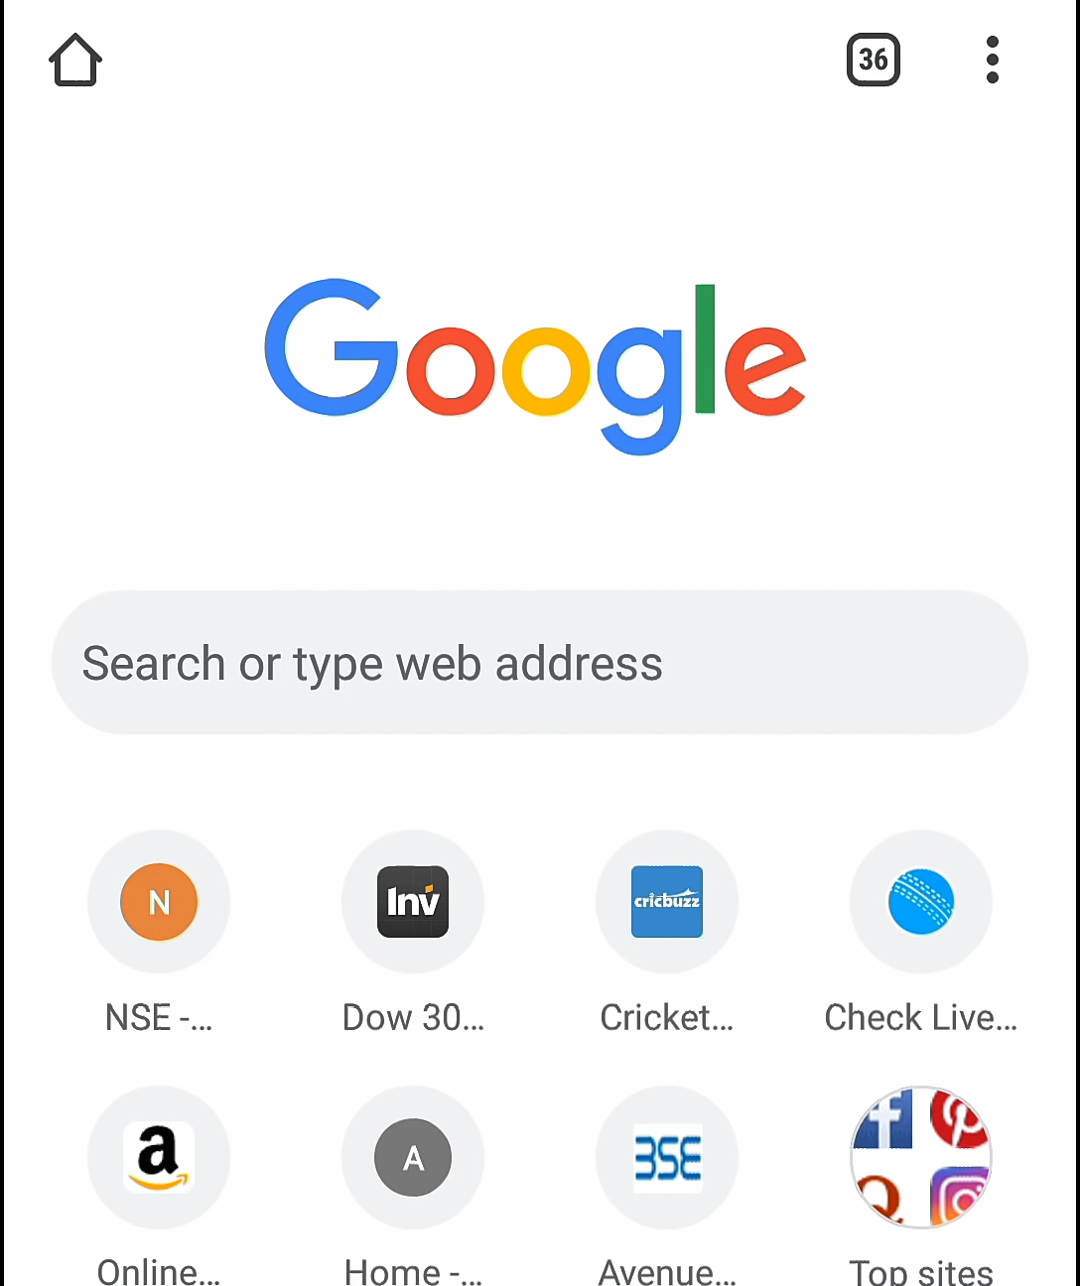 36
Google
Search or type web address
N
Inv
cricbuzz
NSE -...
Dow 30...
Cricket...
Check Live...
a
A
BSE
Online...
Home -...
Avenue...
Top sites